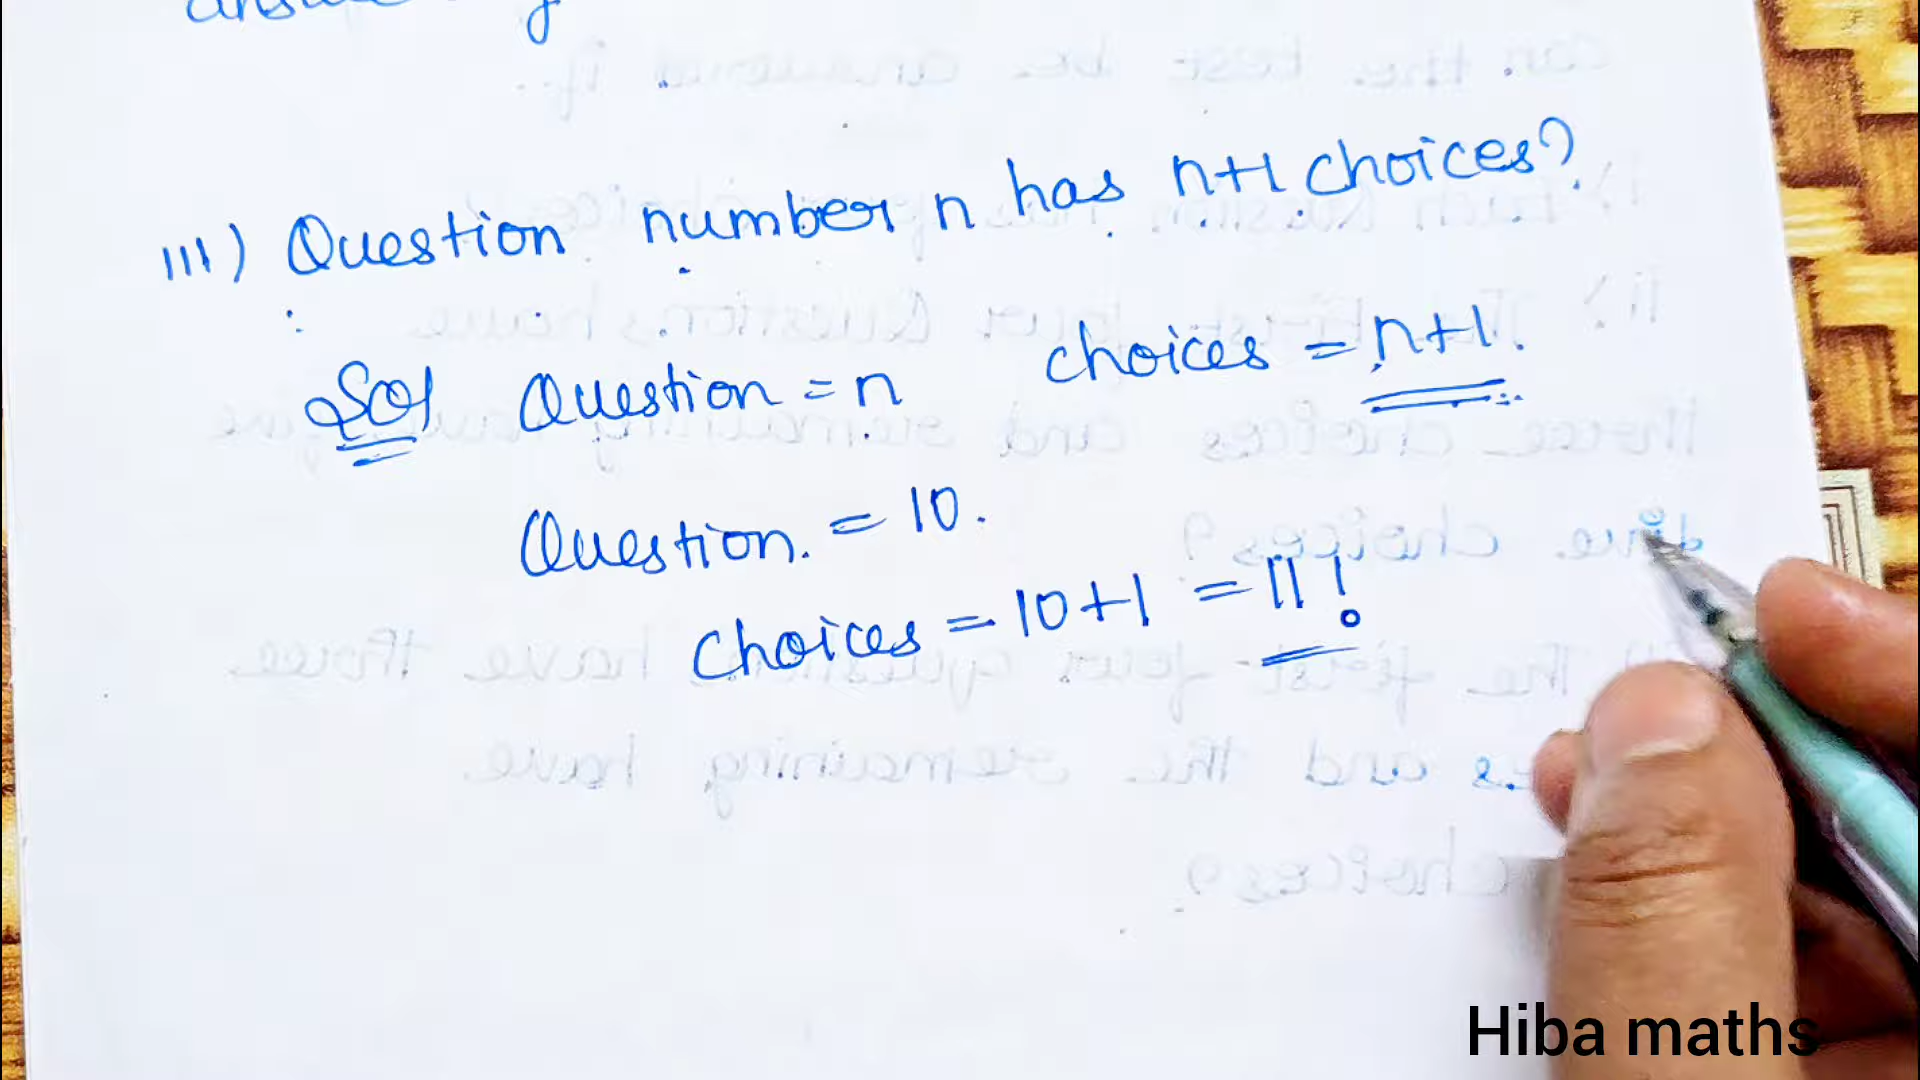 III) Question number n has n+1 choices?
Sol Question = n choices = n+1.
Question. = 10.
choices = 10+1 = 11!
Hiba maths